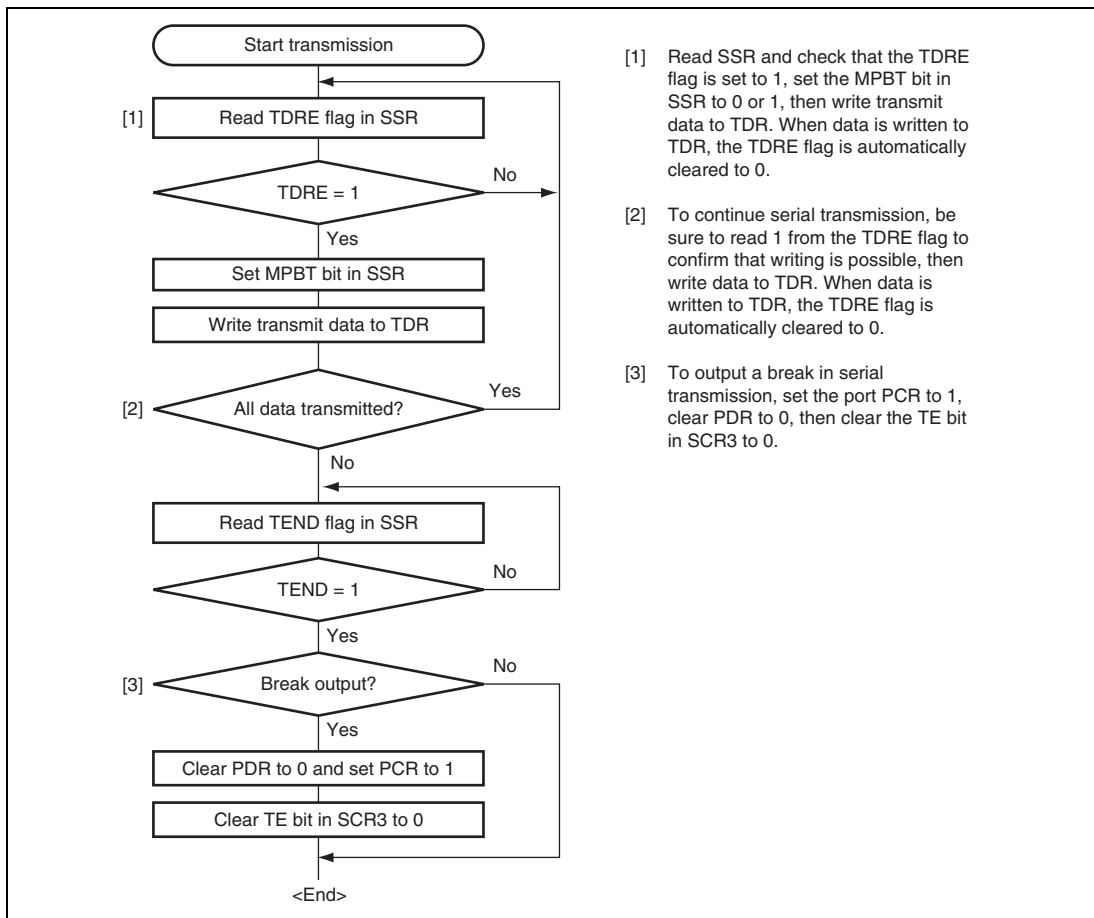 Start transmission
[1]
Read TDRE flag in SSR
TDRE = 1
No
Yes
Set MPBT bit in SSR
Write transmit data to TDR
[2]
All data transmitted?
Yes
No
Read TEND flag in SSR
TEND = 1
No
Yes
[3]
Break output?
No
Yes
Clear PDR to 0 and set PCR to 1
Clear TE bit in SCR3 to 0
<End>
[1] Read SSR and check that the TDRE
flag is set to 1, set the MPBT bit in
SSR to 0 or 1, then write transmit
data to TDR. When data is written to
TDR, the TDRE flag is automatically
cleared to 0.
[2] To continue serial transmission, be
sure to read 1 from the TDRE flag to
confirm that writing is possible, then
write data to TDR. When data is
written to TDR, the TDRE flag is
automatically cleared to 0.
[3] To output a break in serial
transmission, set the port PCR to 1,
clear PDR to 0, then clear the TE bit
in SCR3 to 0.